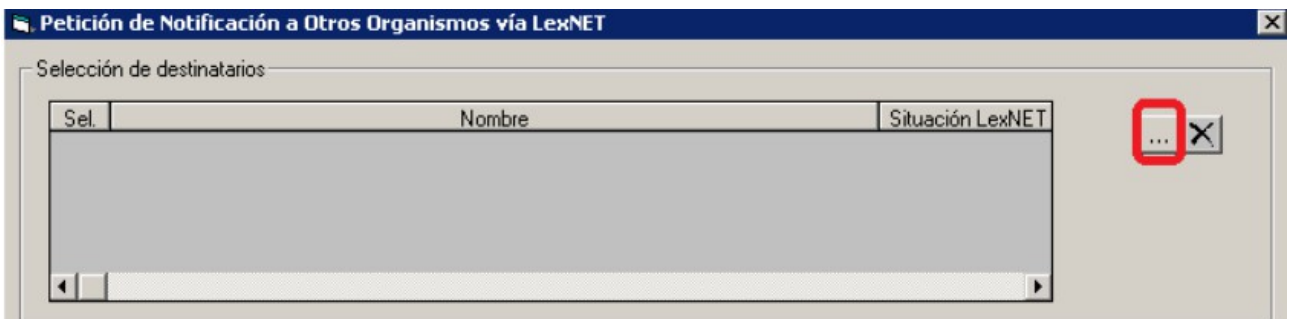 Petición de Notificación a Otros Organismos vía LexNET
Selección de destinatarios
Sel. Nombre Situación LexNET
...